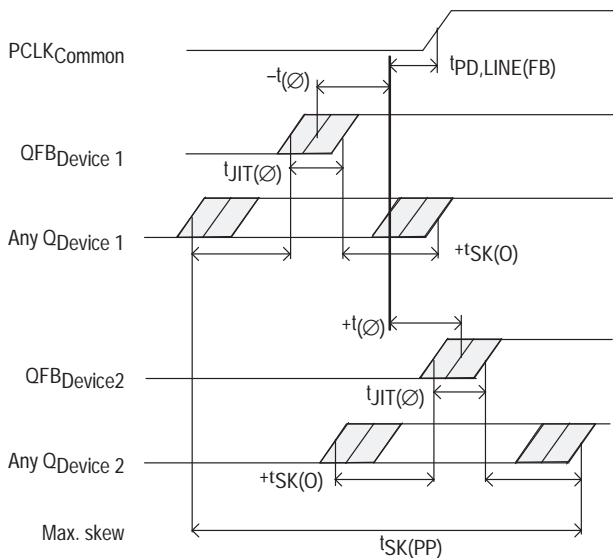 PCLKCommon
tPD,LINE(FB)
–t(∅)
QFBDevice 1
tJIT(∅)
Any QDevice 1
+tSK(O)
+t(∅)
QFBDevice2
tJIT(∅)
Any QDevice 2
+tSK(O)
Max. skew
tSK(PP)